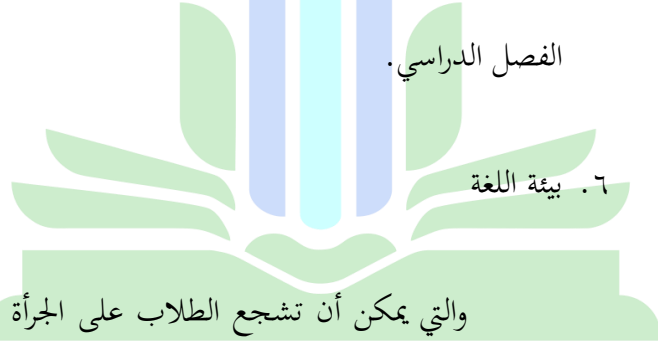 الفصل الدراسي.
٦. بيئة اللغة
والتي يمكن أن تشجع الطلاب على الجرأة